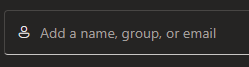 Add a name, group, or email